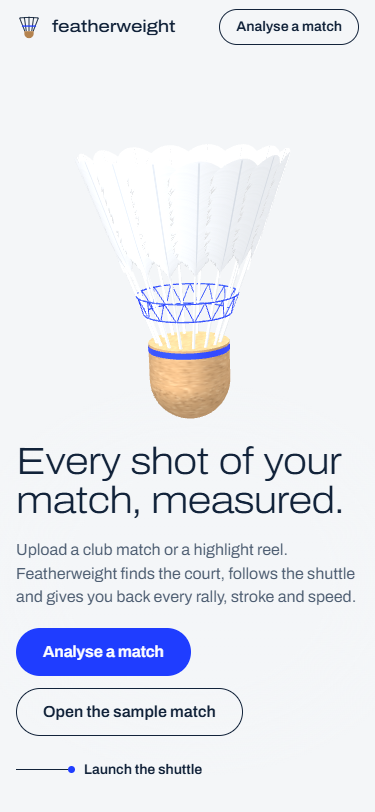 featherweight
Analyse a match
Every shot of your
match, measured.
Upload a club match or a highlight reel.
Featherweight finds the court, follows the shuttle
and gives you back every rally, stroke and speed.
Analyse a match
Open the sample match
Launch the shuttle